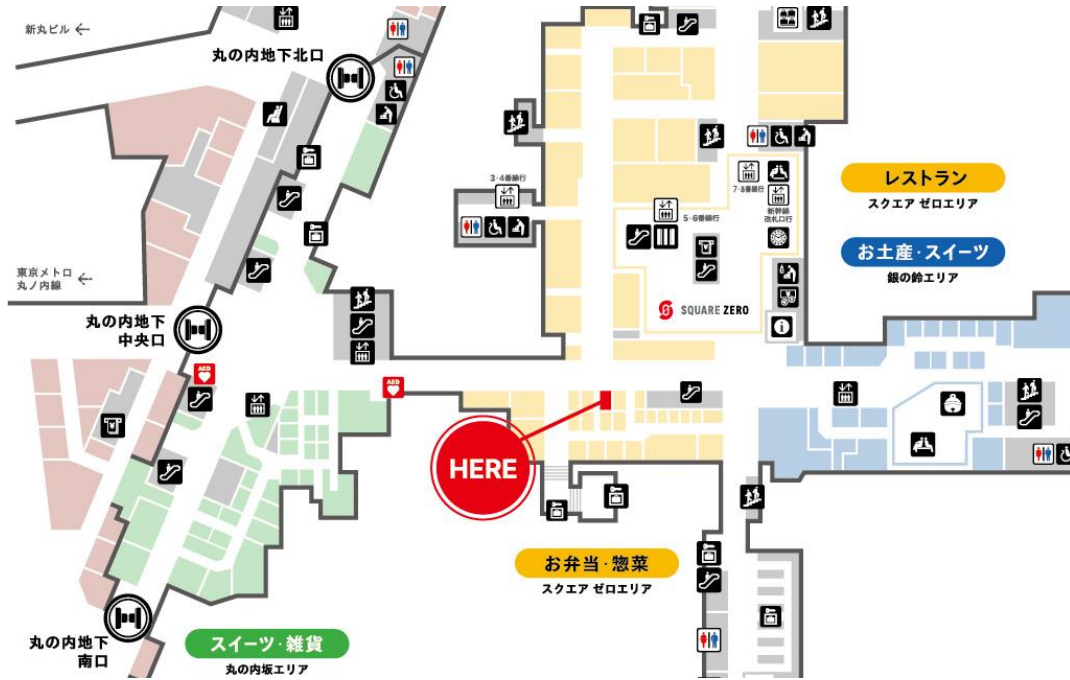 新丸ビル ←
丸の内地下北口
3・4番線行
7・8番線行
新幹線
改札口行
5・6番線行
レストラン
スクエア ゼロエリア
お土産・スイーツ
銀の鈴エリア
東京メトロ
丸ノ内線 ←
丸の内地下
中央口
SQUARE ZERO
AED
AED
HERE
お弁当・惣菜
スクエア ゼロエリア
丸の内地下
南口
スイーツ・雑貨
丸の内坂エリア